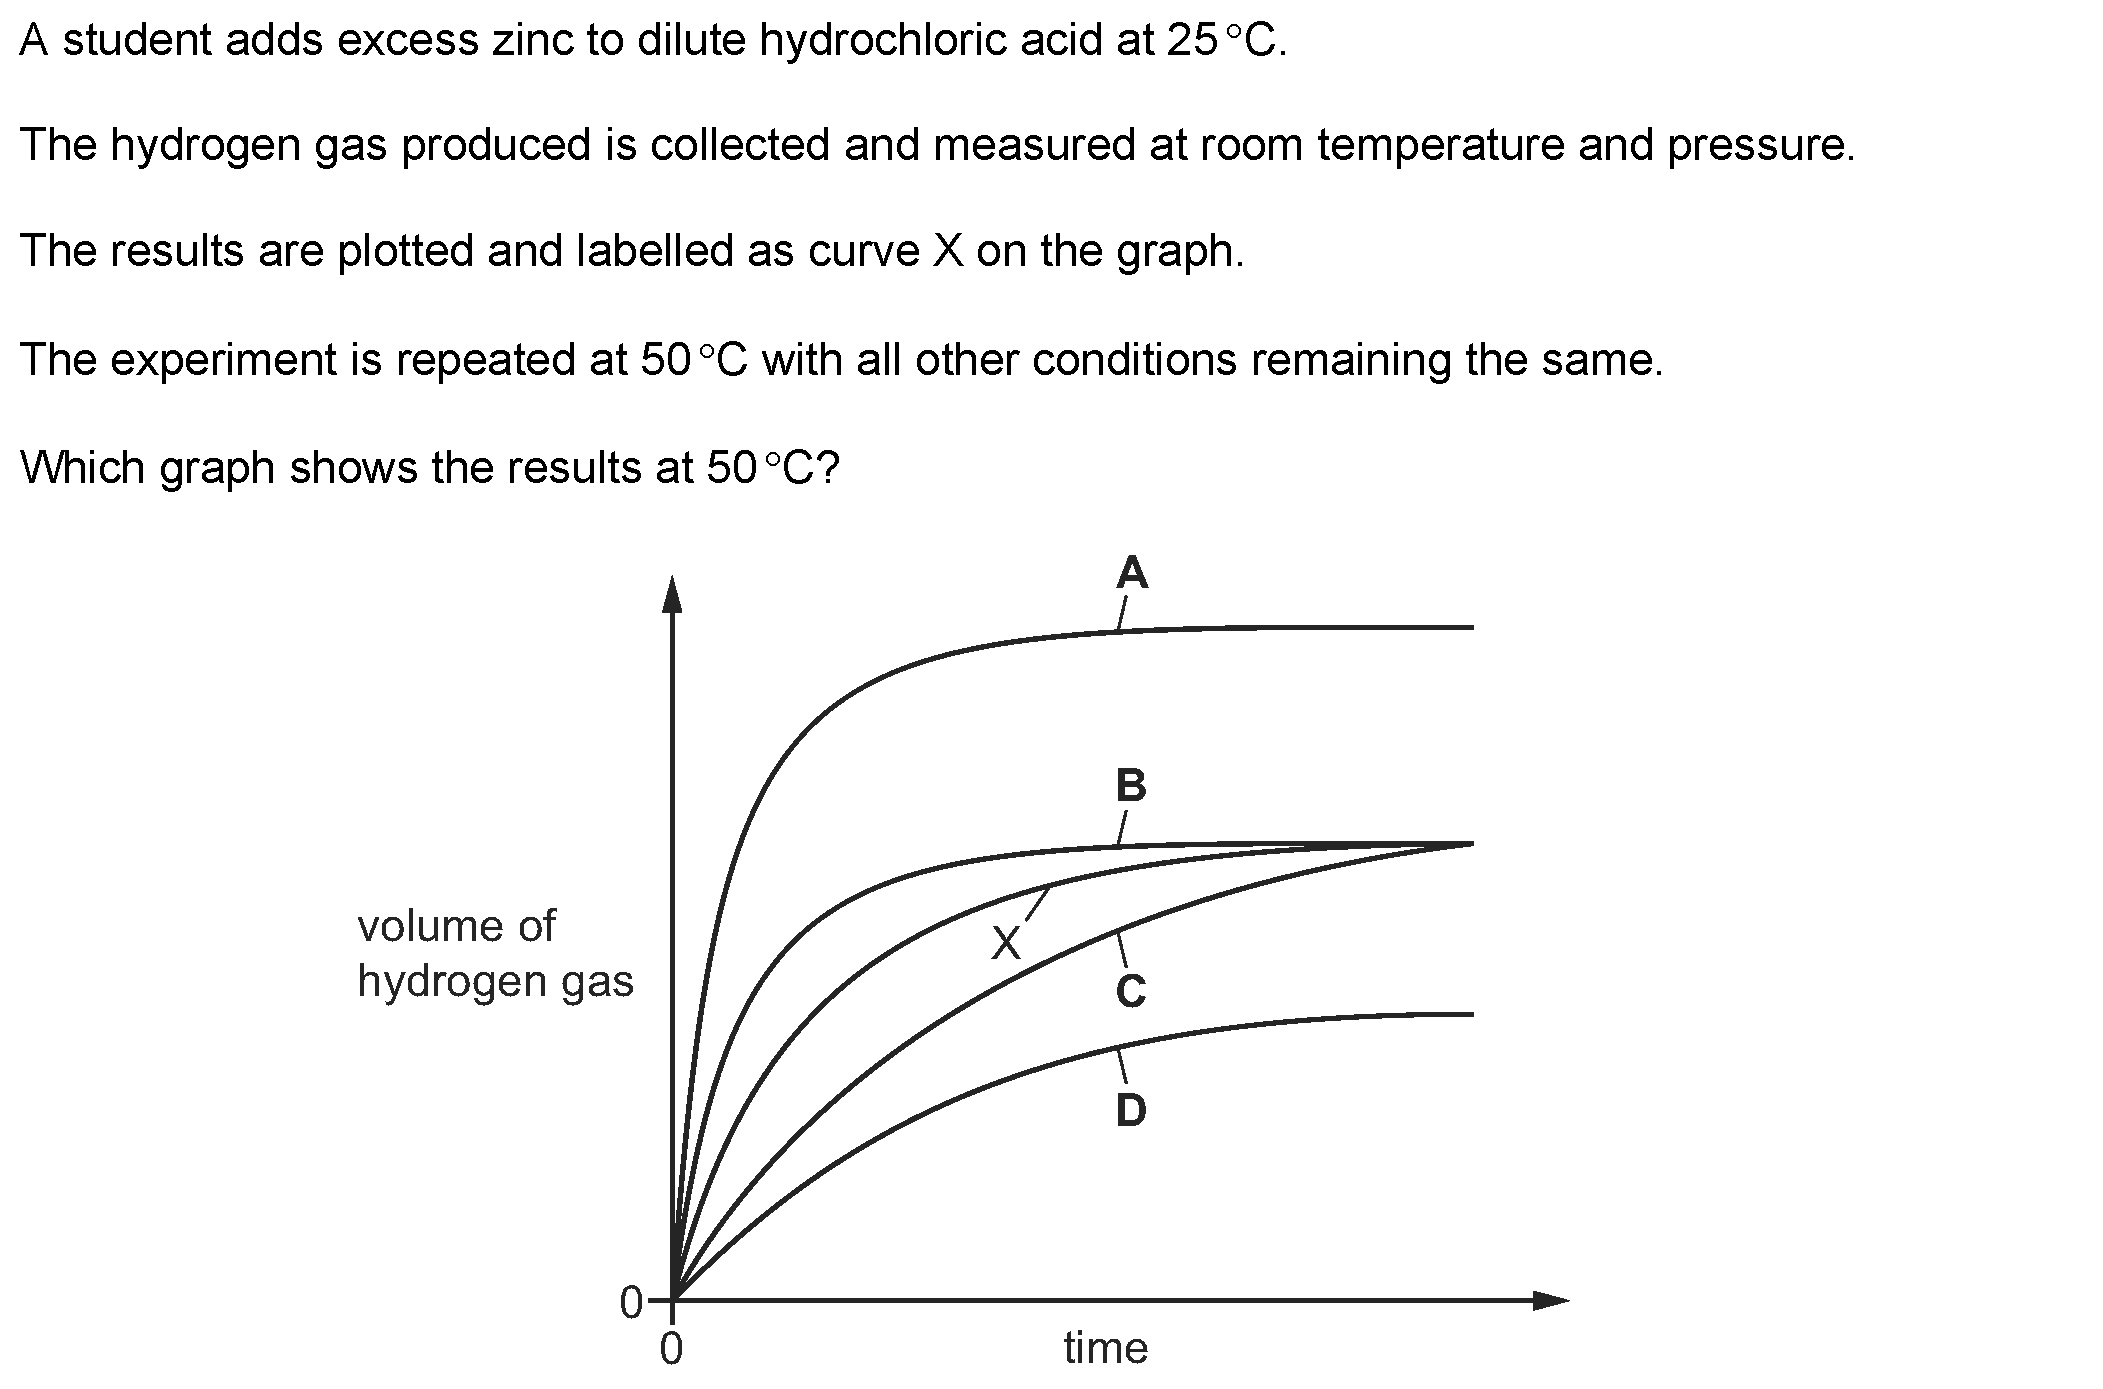 A student adds excess zinc to dilute hydrochloric acid at 25 °C.
The hydrogen gas produced is collected and measured at room temperature and pressure.
The results are plotted and labelled as curve X on the graph.
The experiment is repeated at 50 °C with all other conditions remaining the same.
Which graph shows the results at 50 °C?
A
B
volume of
hydrogen gas
X
C
D
0
0
time